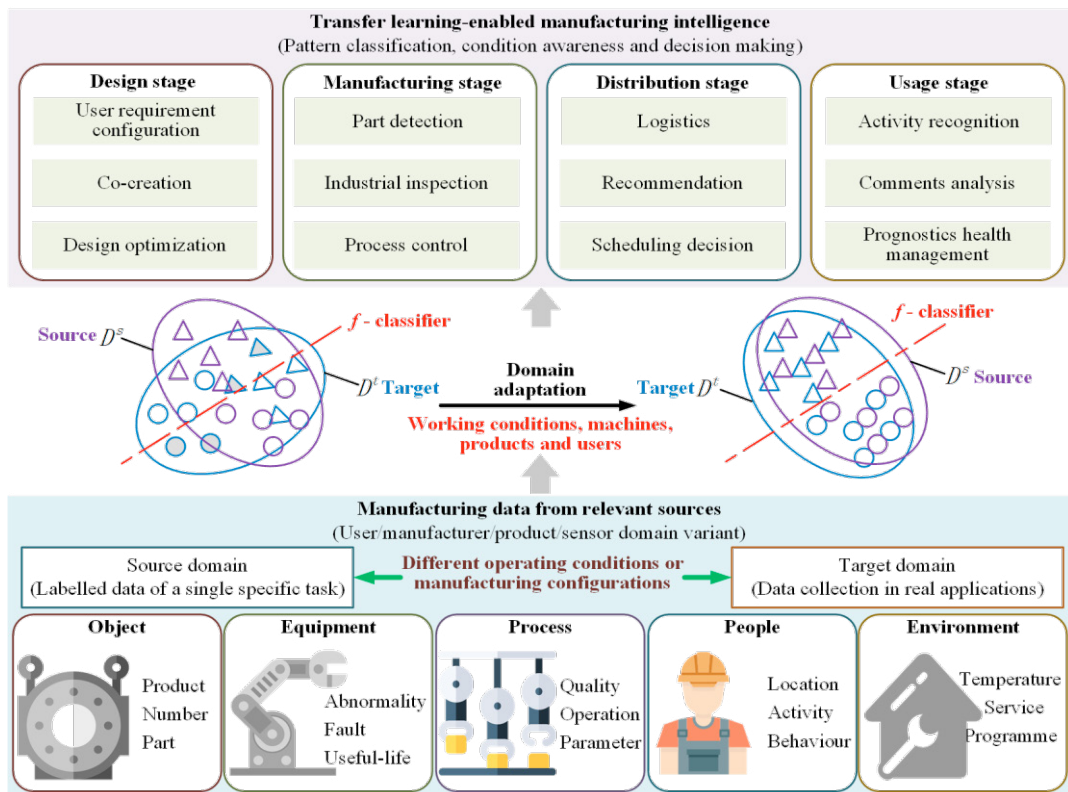 Transfer learning-enabled manufacturing intelligence
(Pattern classification, condition awareness and decision making)
Design stage
User requirement
configuration
Co-creation
Design optimization
Manufacturing stage
Part detection
Industrial inspection
Process control
Distribution stage
Logistics
Recommendation
Scheduling decision
Usage stage
Activity recognition
Comments analysis
Prognostics health
management
Source Dˢ
f - classifier
Dᵗ Target
Domain
adaptation
Working conditions, machines,
products and users
f - classifier
Target Dᵗ
Dˢ Source
Manufacturing data from relevant sources
(User/manufacturer/product/sensor domain variant)
Source domain
(Labelled data of a single specific task)
Different operating conditions or
manufacturing configurations
Target domain
(Data collection in real applications)
Object
Product
Number
Part
Equipment
Abnormality
Fault
Useful-life
Process
Quality
Operation
Parameter
People
Location
Activity
Behaviour
Environment
Temperature
Service
Programme